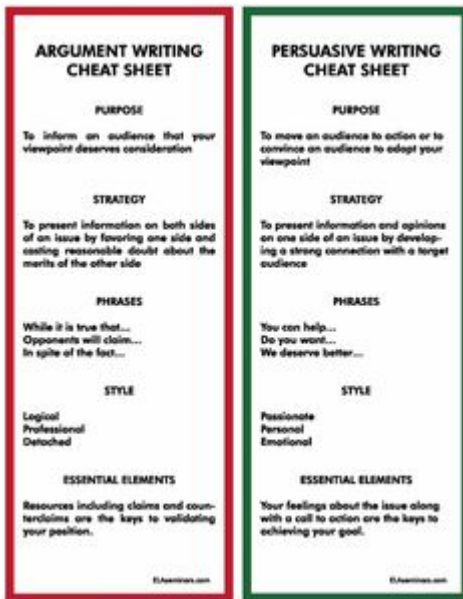 ARGUMENT WRITING
CHEAT SHEET
PURPOSE
To inform an audience that your
viewpoint deserves consideration
STRATEGY
To present information on both sides
of an issue by favoring one side and
casting reasonable doubt about the
merits of the other side
PHRASES
While it is true that...
Opponents will claim...
In spite of the fact...
STYLE
Logical
Professional
Detached
ESSENTIAL ELEMENTS
Resources including claims and coun-
terclaims are the keys to validating
your position.
ELAseminars.com
PERSUASIVE WRITING
CHEAT SHEET
PURPOSE
To move an audience to action or to
convince an audience to adopt your
viewpoint
STRATEGY
To present information and opinions
on one side of an issue by develop-
ing a strong connection with a target
audience
PHRASES
You can help...
Do you want...
We deserve better...
STYLE
Passionate
Personal
Emotional
ESSENTIAL ELEMENTS
Your feelings about the issue along
with a call to action are the keys to
achieving your goal.
ELAseminars.com